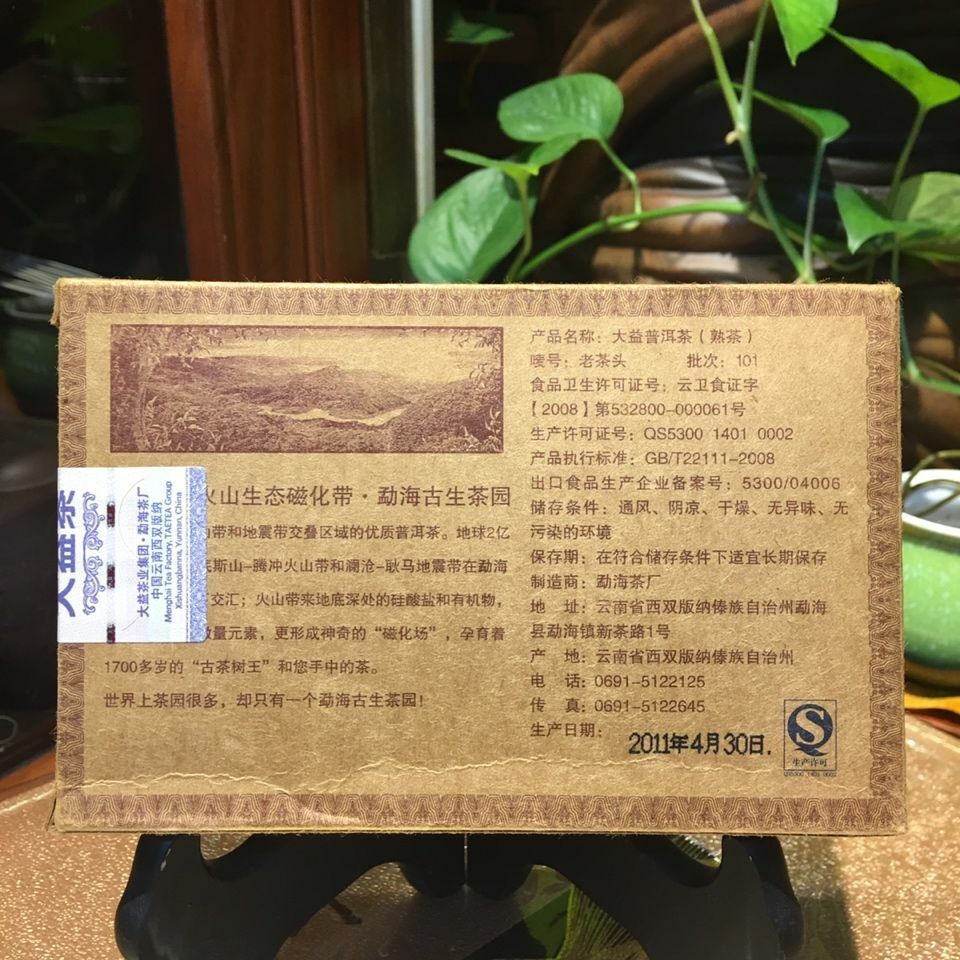 火山生态磁化带·勐海古生茶园
山带和地震带交叠区域的优质普洱茶。地球2亿
斯山-腾冲火山带和澜沧-耿马地震带在勐海
交汇；火山带来地底深处的硅酸盐和有机物，
量元素，更形成神奇的“磁化场”，孕育着
1700多岁的“古茶树王”和您手中的茶。
世界上茶园很多，却只有一个勐海古生茶园！
大益茶
大益茶业集团·勐海茶厂
中国云南西双版纳
Menghai Tea Factory, TAETEA Group
Xishuangbanna, Yunnan, China
产品名称：大益普洱茶（熟茶）
唛号：老茶头 批次：101
食品卫生许可证号：云卫食证字
【2008】第532800-000061号
生产许可证号：QS5300 1401 0002
产品执行标准：GB/T22111-2008
出口食品生产企业备案号：5300/04006
储存条件：通风、阴凉、干燥、无异味、无
污染的环境
保存期：在符合储存条件下适宜长期保存
制造商：勐海茶厂
地 址：云南省西双版纳傣族自治州勐海
县勐海镇新茶路1号
产 地：云南省西双版纳傣族自治州
电 话：0691-5122125
传 真：0691-5122645
生产日期：
2011年4月30日.
生产许可
QS5300 1401 0002